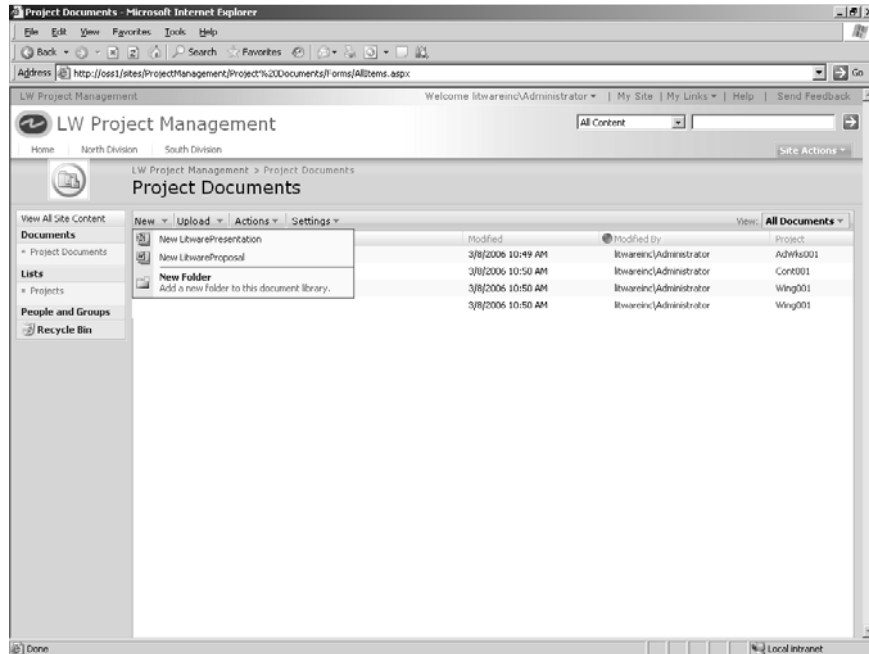 Project Documents - Microsoft Internet Explorer
File Edit View Favorites Tools Help
Back Search Favorites
Address http://oss1/sites/ProjectManagement/Project%20Documents/Forms/AllItems.aspx Go
LW Project Management Welcome litwareinc\Administrator | My Site | My Links | Help | Send Feedback
LW Project Management All Content
Home North Division South Division Site Actions
LW Project Management > Project Documents
Project Documents
View All Site Content New Upload Actions Settings View: All Documents
Documents New LitwarePresentation Modified Modified By Project
Project Documents New LitwareProposal 3/8/2006 10:49 AM litwareinc\Administrator AdWks001
Lists New Folder 3/8/2006 10:50 AM litwareinc\Administrator Cont001
Projects Add a new folder to this document library. 3/8/2006 10:50 AM litwareinc\Administrator Wing001
People and Groups 3/8/2006 10:50 AM litwareinc\Administrator Wing001
Recycle Bin
Done Local intranet